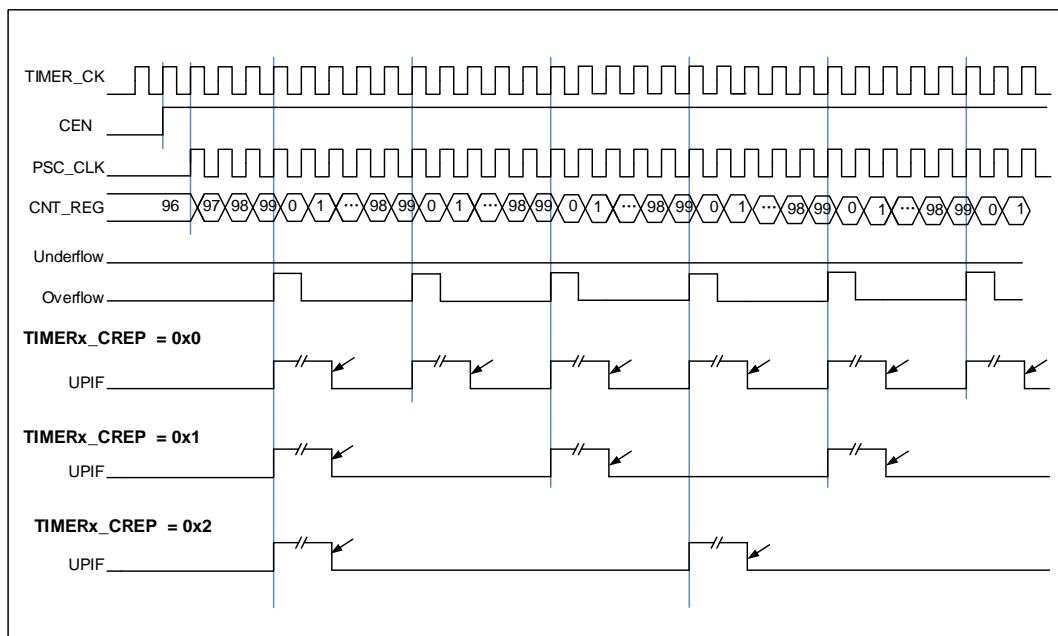 TIMER_CK
CEN
PSC_CLK
CNT_REG 96 97 98 99 0 1 ... 98 99 0 1 ... 98 99 0 1 ... 98 99 0 1 ... 98 99 0 1 ... 98 99 0 1
Underflow
Overflow
TIMERx_CREP = 0x0
UPIF
TIMERx_CREP = 0x1
UPIF
TIMERx_CREP = 0x2
UPIF